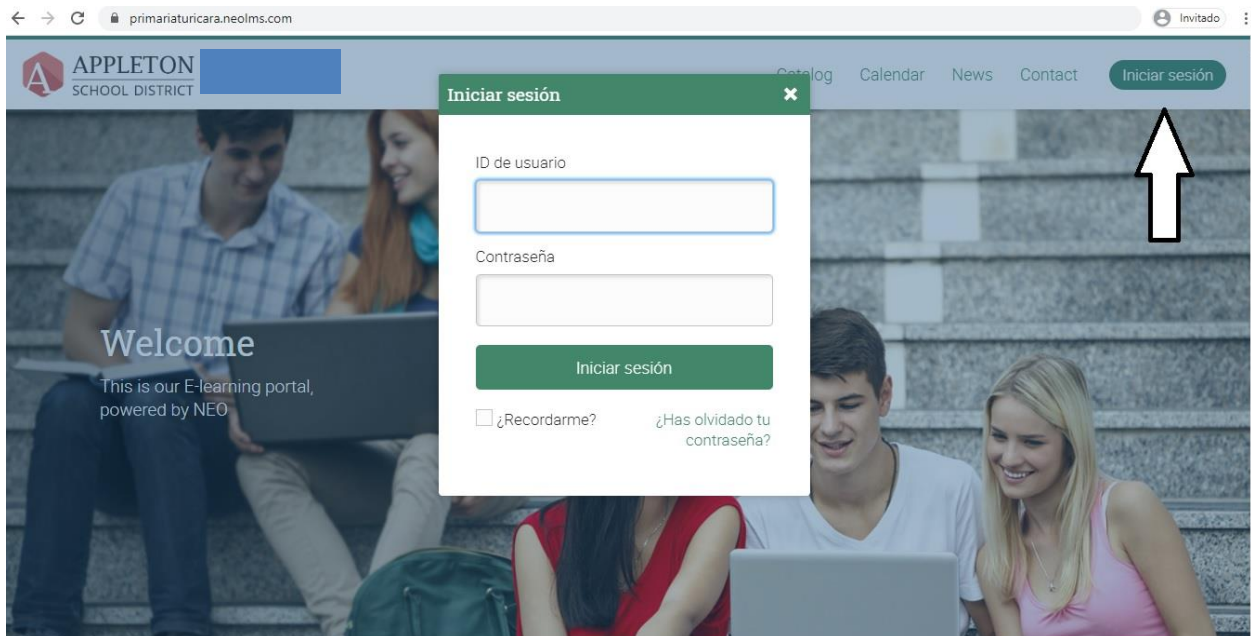 primariaturicara.neolms.com
Invitado
APPLETON
SCHOOL DISTRICT
Catalog
Calendar
News
Contact
Iniciar sesión
Iniciar sesión
ID de usuario
Contraseña
Iniciar sesión
¿Recordarme?
¿Has olvidado tu
contraseña?
Welcome
This is our E-learning portal,
powered by NEO